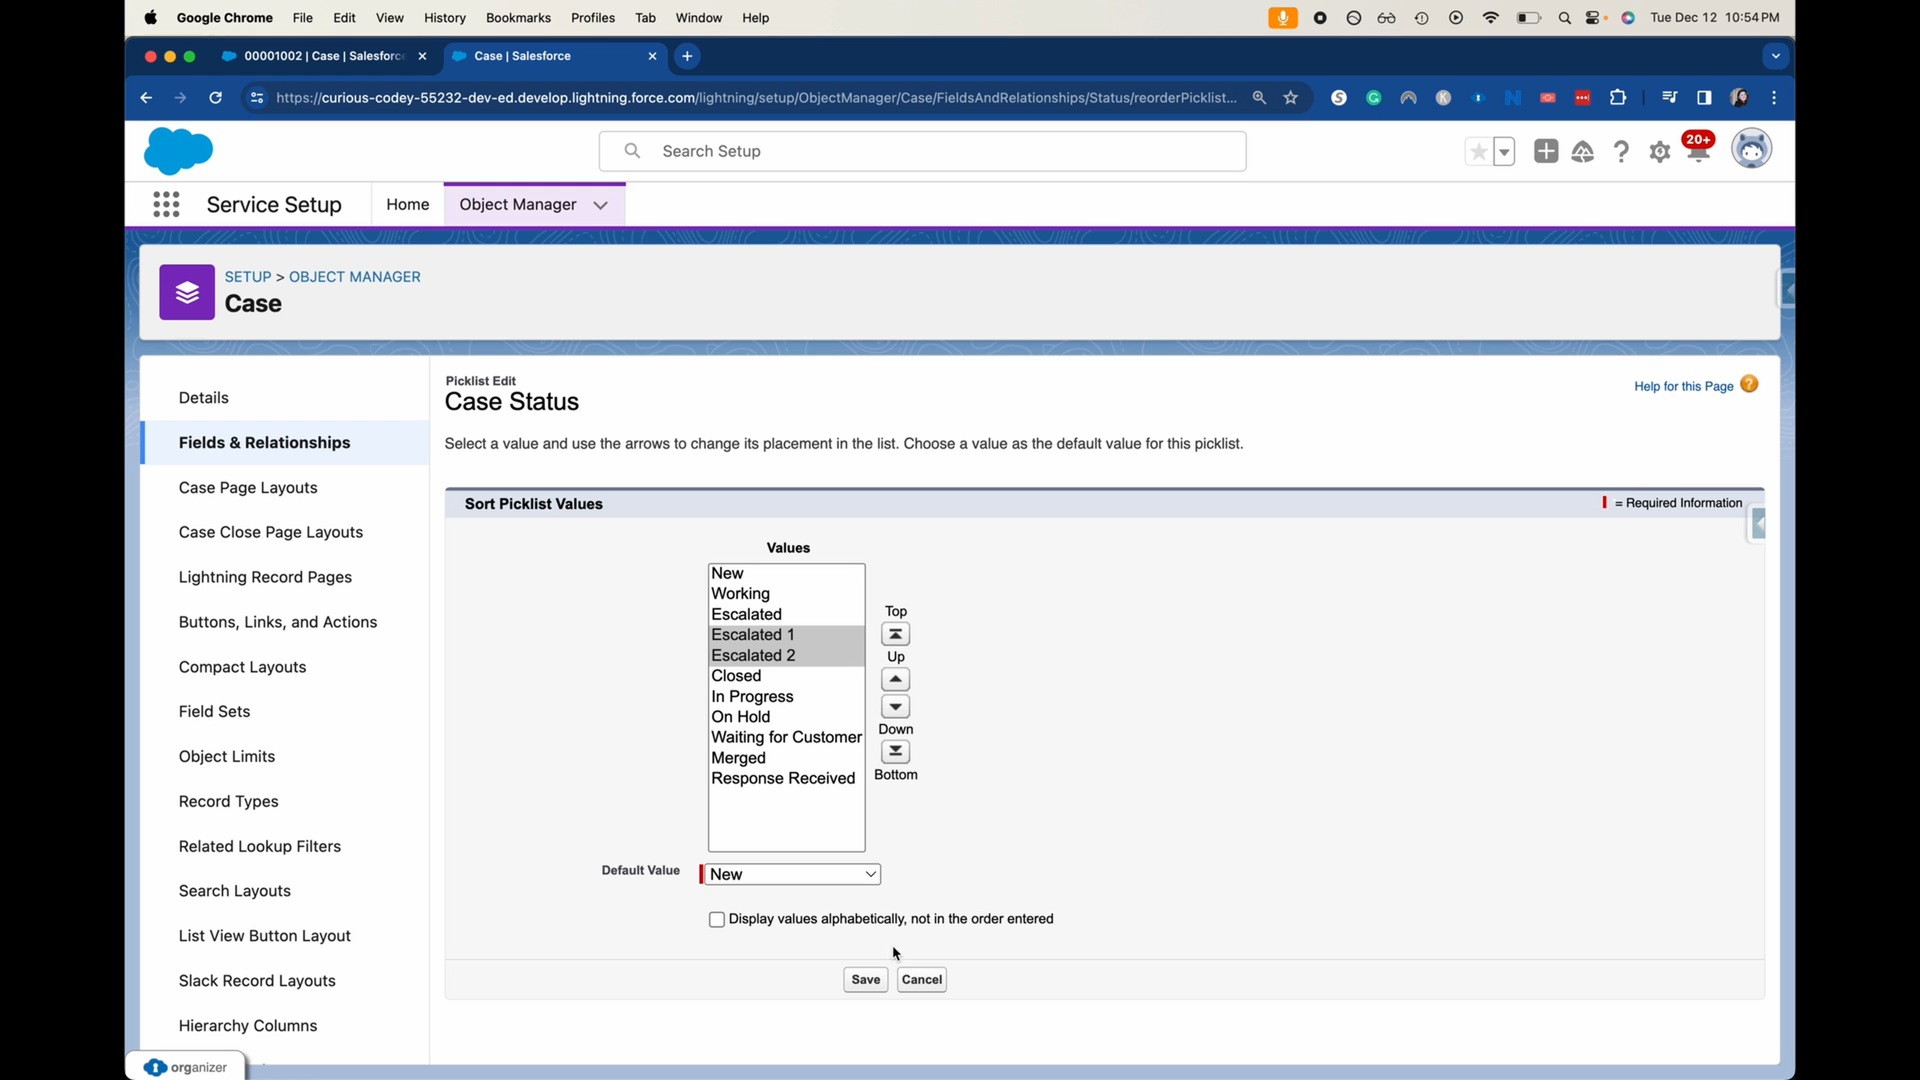 Google Chrome File Edit View History Bookmarks Profiles Tab Window Help Tue Dec 12 10:54 PM
00001002 | Case | Salesforc
Case | Salesforce
https://curious-codey-55232-dev-ed.develop.lightning.force.com/lightning/setup/ObjectManager/Case/FieldsAndRelationships/Status/reorderPicklist...
Search Setup
20+
Service Setup Home Object Manager
SETUP > OBJECT MANAGER
Case
Details
Fields & Relationships
Case Page Layouts
Case Close Page Layouts
Lightning Record Pages
Buttons, Links, and Actions
Compact Layouts
Field Sets
Object Limits
Record Types
Related Lookup Filters
Search Layouts
List View Button Layout
Slack Record Layouts
Hierarchy Columns
organizer
Picklist Edit
Case Status
Help for this Page ?
Select a value and use the arrows to change its placement in the list. Choose a value as the default value for this picklist.
Sort Picklist Values
= Required Information
Values
New
Working
Escalated
Escalated 1
Escalated 2
Closed
In Progress
On Hold
Waiting for Customer
Merged
Response Received
Top
Up
Down
Bottom
Default Value New
Display values alphabetically, not in the order entered
Save Cancel